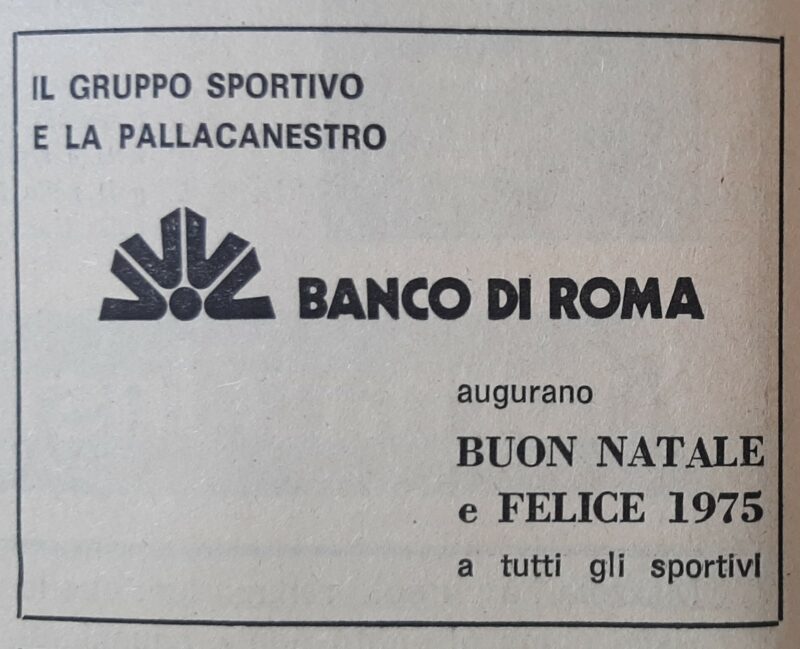 IL GRUPPO SPORTIVO
E LA PALLACANESTRO
BANCO DI ROMA
augurano
BUON NATALE
e FELICE 1975
a tutti gli sportivi